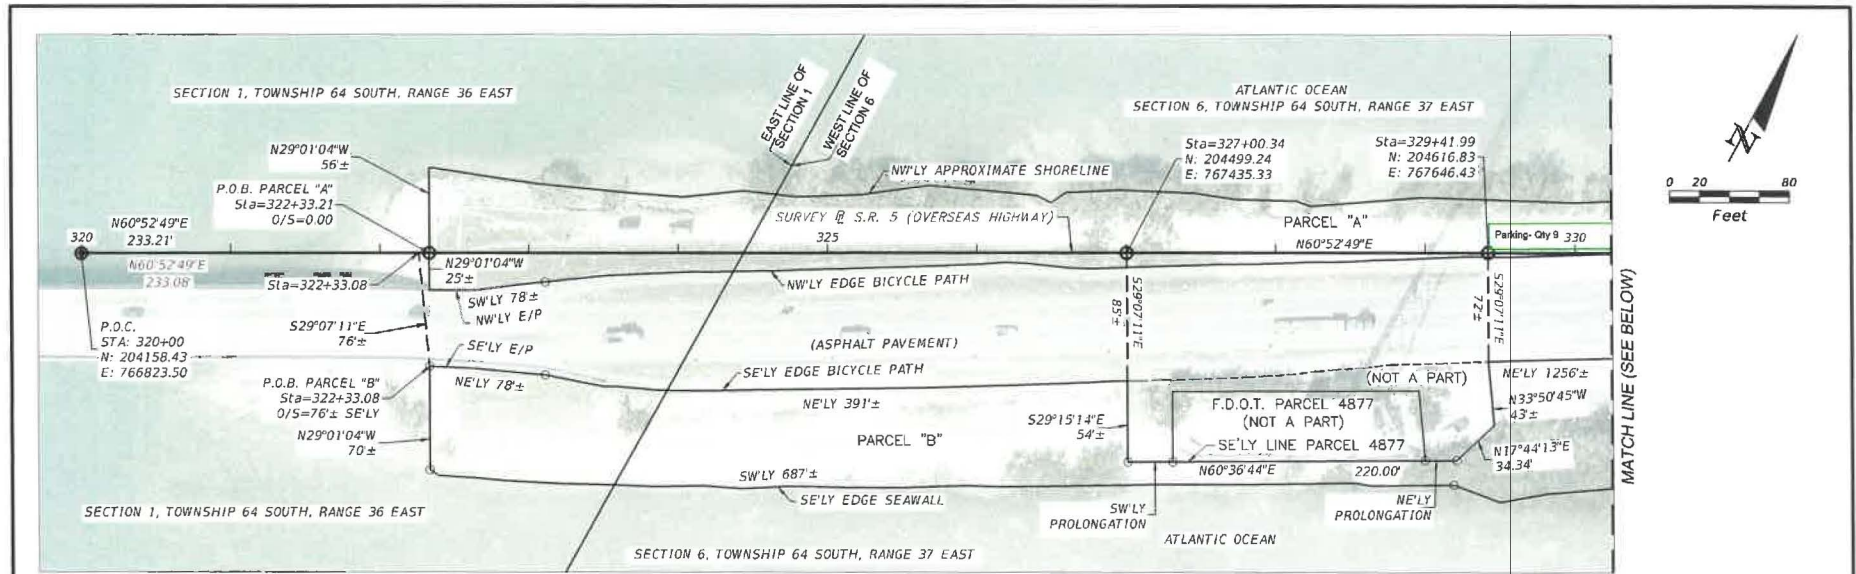 SECTION 1, TOWNSHIP 64 SOUTH, RANGE 36 EAST
EAST LINE OF
SECTION 1
WEST LINE OF
SECTION 6
ATLANTIC OCEAN
SECTION 6, TOWNSHIP 64 SOUTH, RANGE 37 EAST
N
0 20 80
Feet
N29°01'04"W
56'±
P.O.B. PARCEL "A"
Sta=322+33.21
O/S=0.00
NW'LY APPROXIMATE SHORELINE
Sta=327+00.34
N: 204499.24
E: 767435.33
Sta=329+41.99
N: 204616.83
E: 767646.43
320
N60°52'49"E
233.21'
N60°52'49"E
233.08'
SURVEY ⅊ S.R. 5 (OVERSEAS HIGHWAY)
325
PARCEL "A"
N60°52'49"E
Parking- Qty 9
330
Sta=322+33.08
N29°01'04"W
25'±
SW'LY 78'±
NW'LY E/P
NW'LY EDGE BICYCLE PATH
S29°07'11"E
85'±
S29°07'11"E
72'±
MATCH LINE (SEE BELOW)
P.O.C.
STA: 320+00
N: 204158.43
E: 766823.50
S29°07'11"E
76'±
SE'LY E/P
(ASPHALT PAVEMENT)
SE'LY EDGE BICYCLE PATH
P.O.B. PARCEL "B"
Sta=322+33.08
O/S=76'± SE'LY
NE'LY 78'±
NE'LY 391'±
(NOT A PART)
NE'LY 1256'±
F.D.O.T. PARCEL 4877
(NOT A PART)
SE'LY LINE PARCEL 4877
N33°50'45"W
43'±
N29°01'04"W
70'±
PARCEL "B"
S29°15'14"E
54'±
N60°36'44"E
220.00'
N17°44'13"E
34.34'
SW'LY 687'±
SE'LY EDGE SEAWALL
SW'LY
PROLONGATION
NE'LY
PROLONGATION
SECTION 1, TOWNSHIP 64 SOUTH, RANGE 36 EAST
SECTION 6, TOWNSHIP 64 SOUTH, RANGE 37 EAST
ATLANTIC OCEAN